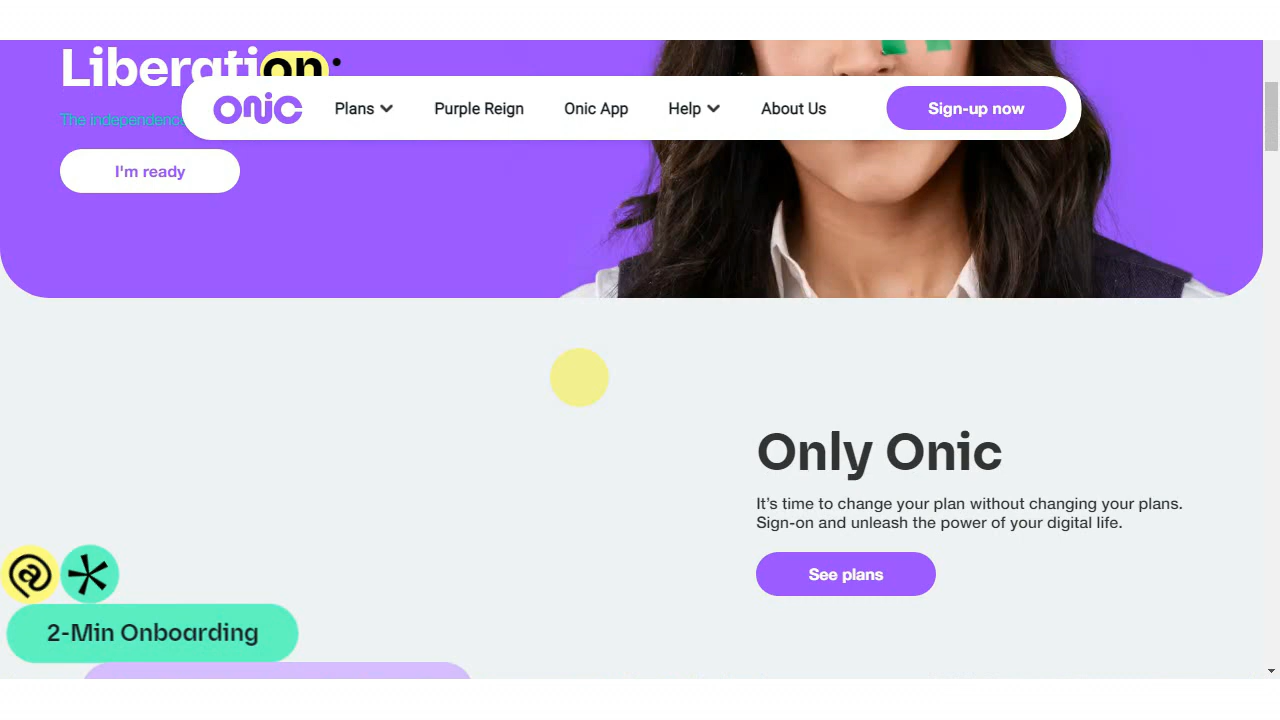 Liberation.
The independenc
onic
Plans
Purple Reign
Onic App
Help
About Us
Sign-up now
I'm ready
Only Onic
It's time to change your plan without changing your plans.
Sign-on and unleash the power of your digital life.
See plans
2-Min Onboarding